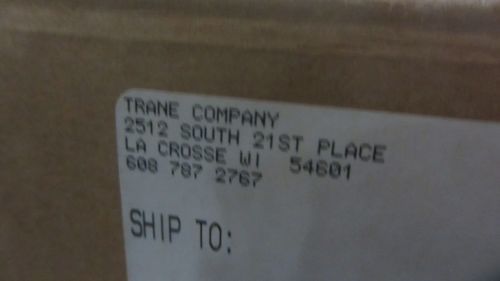 TRANE COMPANY
2512 SOUTH 21ST PLACE
LA CROSSE WI 54601
608 787 2767
SHIP TO: